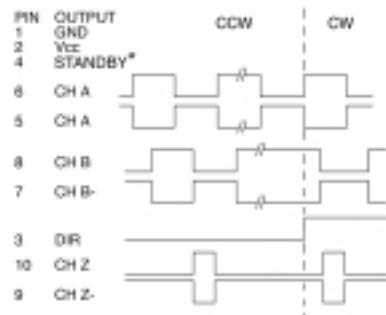 PIN OUTPUT CCW CW
1 GND
2 Vcc
4 STANDBY*
6 CH A
5 CH A
8 CH B
7 CH B-
3 DIR
10 CH Z
9 CH Z-